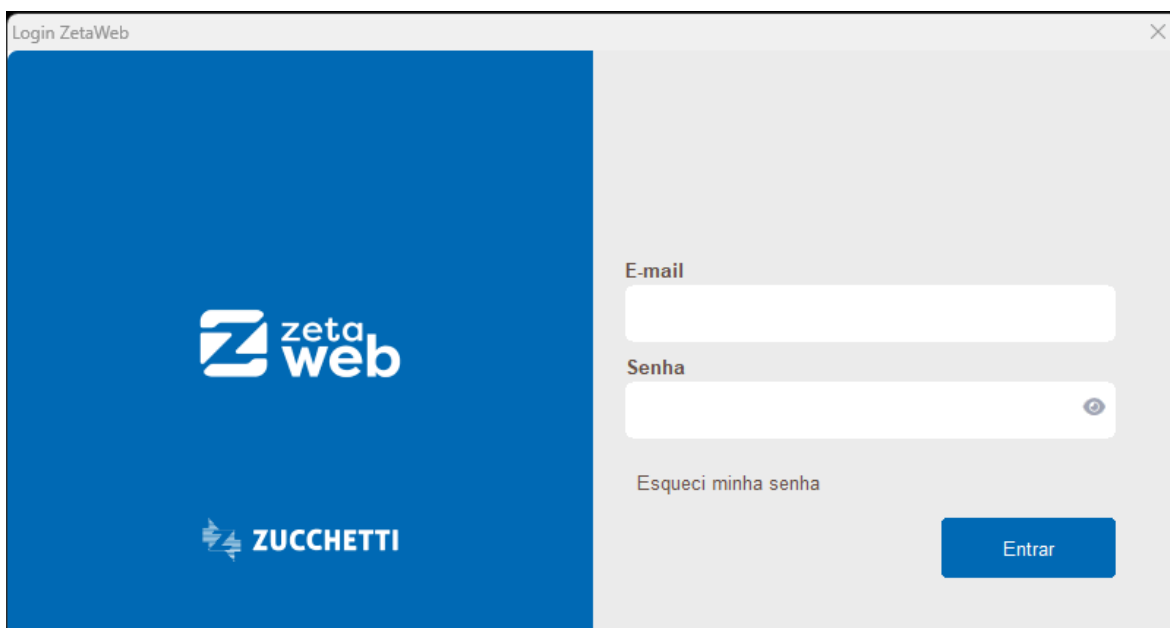 Login ZetaWeb
zeta
web
ZUCCHETTI
E-mail
Senha
Esqueci minha senha
Entrar